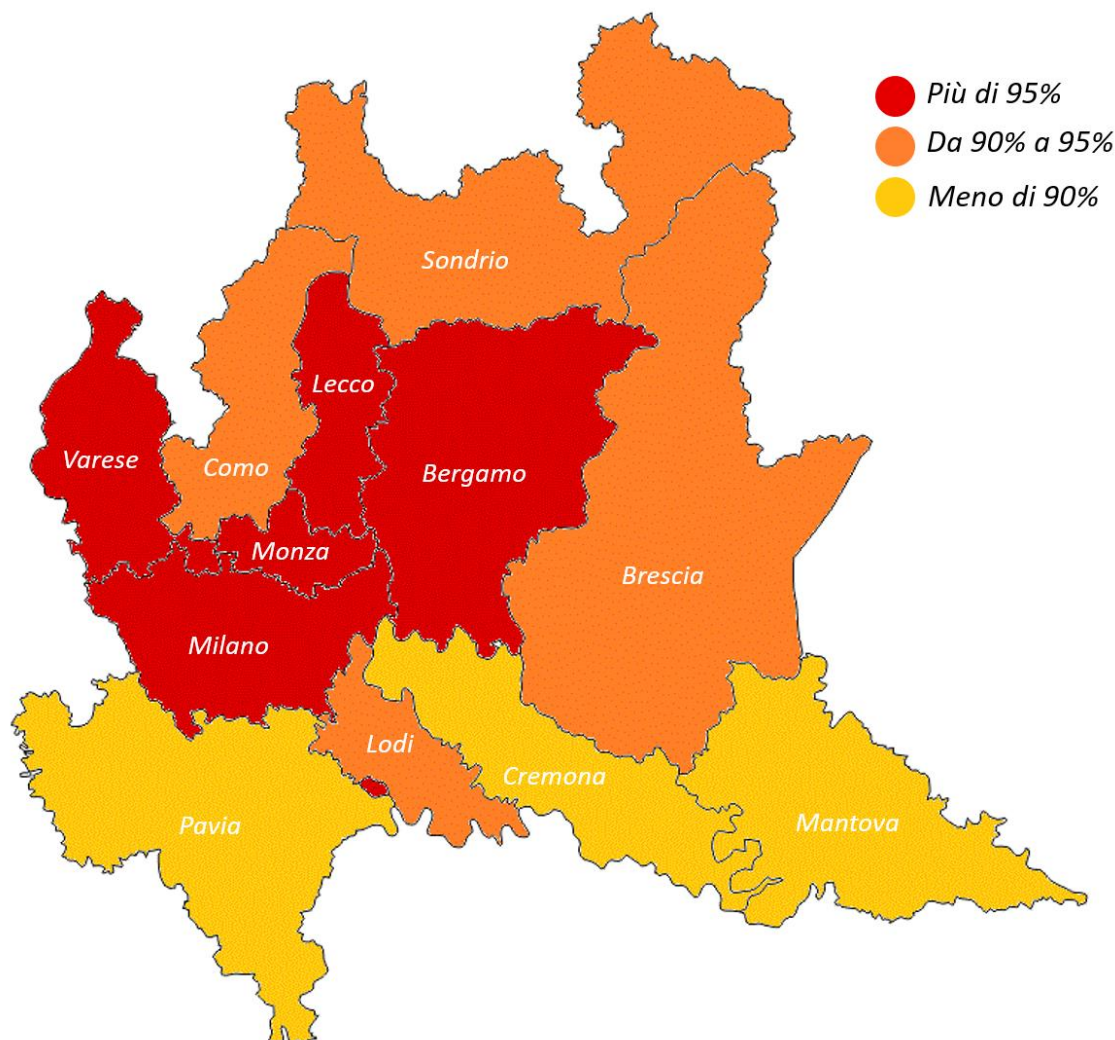 Più di 95%
Da 90% a 95%
Meno di 90%
Sondrio
Lecco
Varese
Como
Bergamo
Monza
Brescia
Milano
Lodi
Cremona
Pavia
Mantova